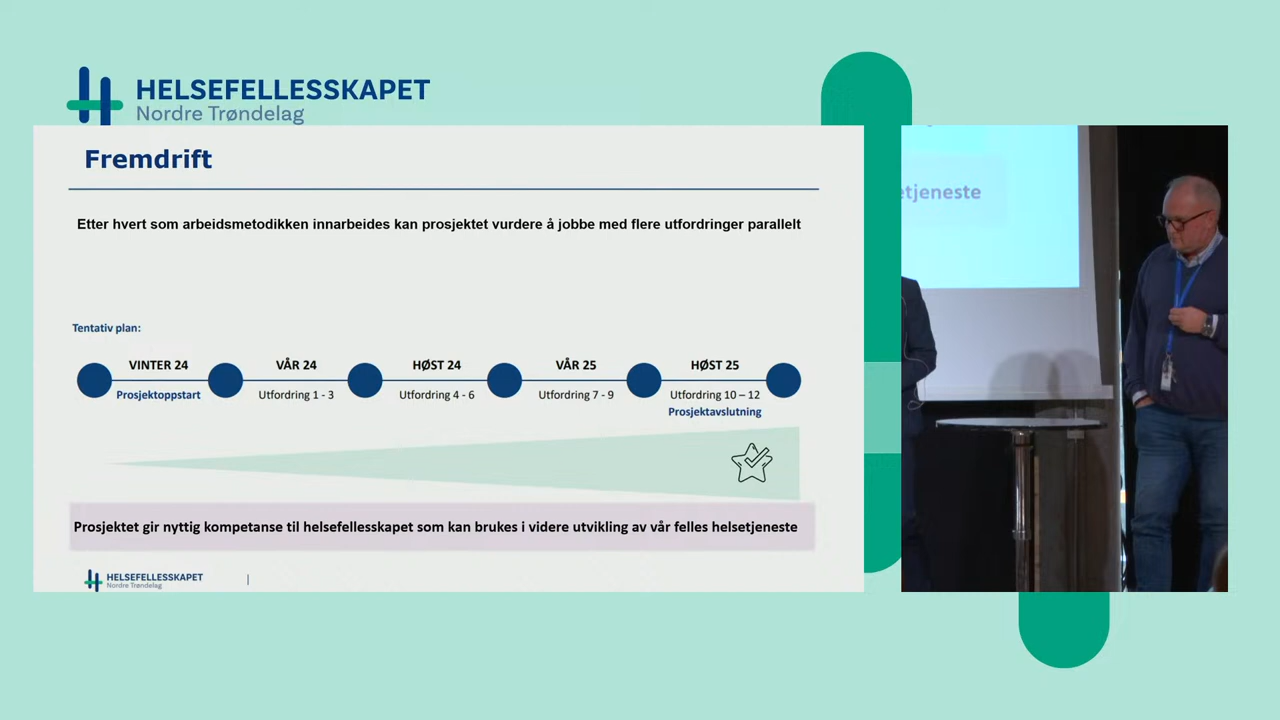 HELSEFELLESSKAPET
Nordre Trøndelag
Fremdrift
Etter hvert som arbeidsmetodikken innarbeides kan prosjektet vurdere å jobbe med flere utfordringer parallelt
Tentativ plan:
VINTER 24
Prosjektoppstart
VÅR 24
Utfordring 1 - 3
HØST 24
Utfordring 4 - 6
VÅR 25
Utfordring 7 - 9
HØST 25
Utfordring 10 – 12
Prosjektavslutning
Prosjektet gir nyttig kompetanse til helsefellesskapet som kan brukes i videre utvikling av vår felles helsetjeneste
HELSEFELLESSKAPET
Nordre Trøndelag
etjeneste